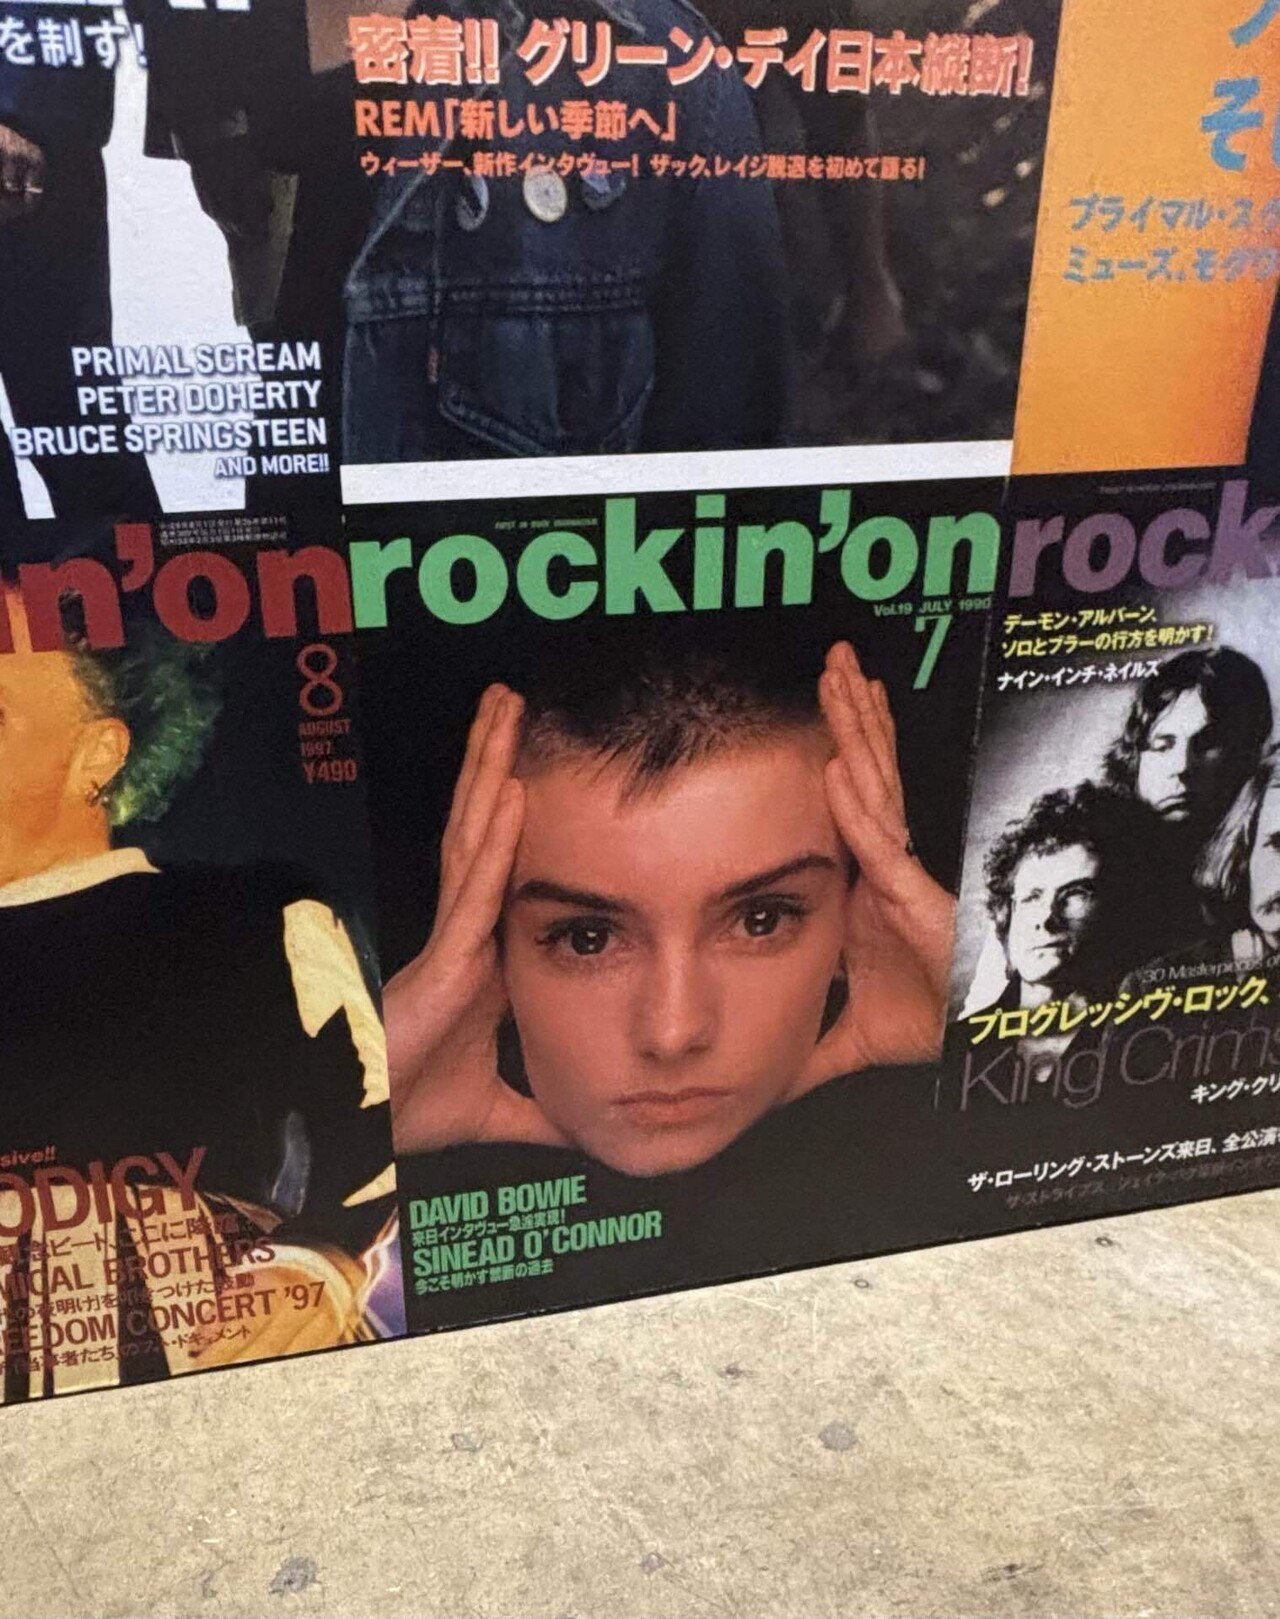 を制す!
密着!! グリーン・デイ日本縦断!
REM「新しい季節へ」
ウィーザー、新作インタヴュー! ザック、レイジ脱退を初めて語る!
そ
プライマル・スク
ミューズ、モグワ
PRIMAL SCREAM
PETER DOHERTY
BRUCE SPRINGSTEEN
AND MORE!!
n'on
8
AUGUST
1997
¥490
sive!!
ODIGY
MICAL BROTHERS
REEDOM CONCERT '97
rockin'on
Vol.19 JULY 1990
7
DAVID BOWIE
来日インタヴュー急遽実現!
SINEAD O'CONNOR
今こそ明かす禁断の過去
rock
デーモン・アルバーン、
ソロとブラーの行方を明かす!
ナイン・インチ・ネイルズ
30 Masterpieces o
プログレッシヴ・ロック、
King Crims
キング・クリ
ザ・ローリング・ストーンズ来日、全公演